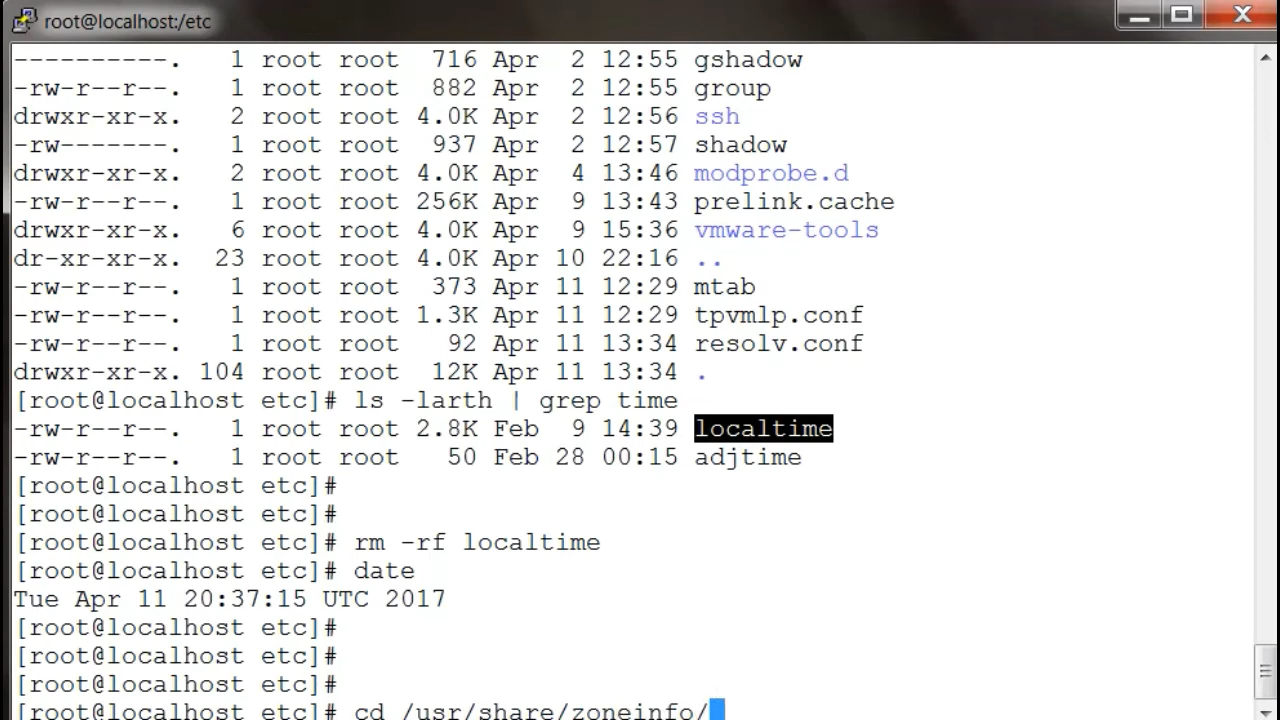 root@localhost:/etc
----------.   1 root root  716 Apr  2 12:55 gshadow
-rw-r--r--.   1 root root  882 Apr  2 12:55 group
drwxr-xr-x.   2 root root 4.0K Apr  2 12:56 ssh
-rw-------.   1 root root  937 Apr  2 12:57 shadow
drwxr-xr-x.   2 root root 4.0K Apr  4 13:46 modprobe.d
-rw-r--r--.   1 root root 256K Apr  9 13:43 prelink.cache
drwxr-xr-x.   6 root root 4.0K Apr  9 15:36 vmware-tools
dr-xr-xr-x.  23 root root 4.0K Apr 10 22:16 ..
-rw-r--r--.   1 root root  373 Apr 11 12:29 mtab
-rw-r--r--.   1 root root 1.3K Apr 11 12:29 tpvmlp.conf
-rw-r--r--.   1 root root   92 Apr 11 13:34 resolv.conf
drwxr-xr-x. 104 root root  12K Apr 11 13:34 .
[root@localhost etc]# ls -larth | grep time
-rw-r--r--.   1 root root 2.8K Feb  9 14:39 localtime
-rw-r--r--.   1 root root   50 Feb 28 00:15 adjtime
[root@localhost etc]#
[root@localhost etc]#
[root@localhost etc]# rm -rf localtime
[root@localhost etc]# date
Tue Apr 11 20:37:15 UTC 2017
[root@localhost etc]#
[root@localhost etc]#
[root@localhost etc]#
[root@localhost etc]# cd /usr/share/zoneinfo/